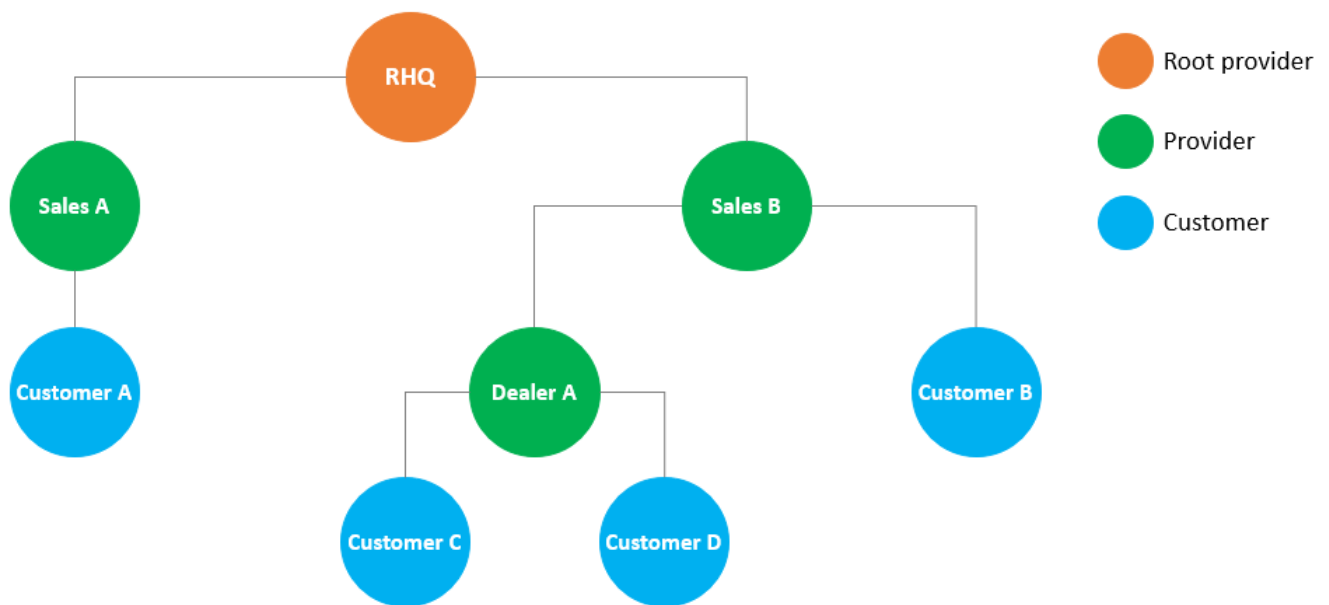 RHQ
Root provider
Provider
Sales A
Sales B
Customer
Customer A
Dealer A
Customer B
Customer C
Customer D